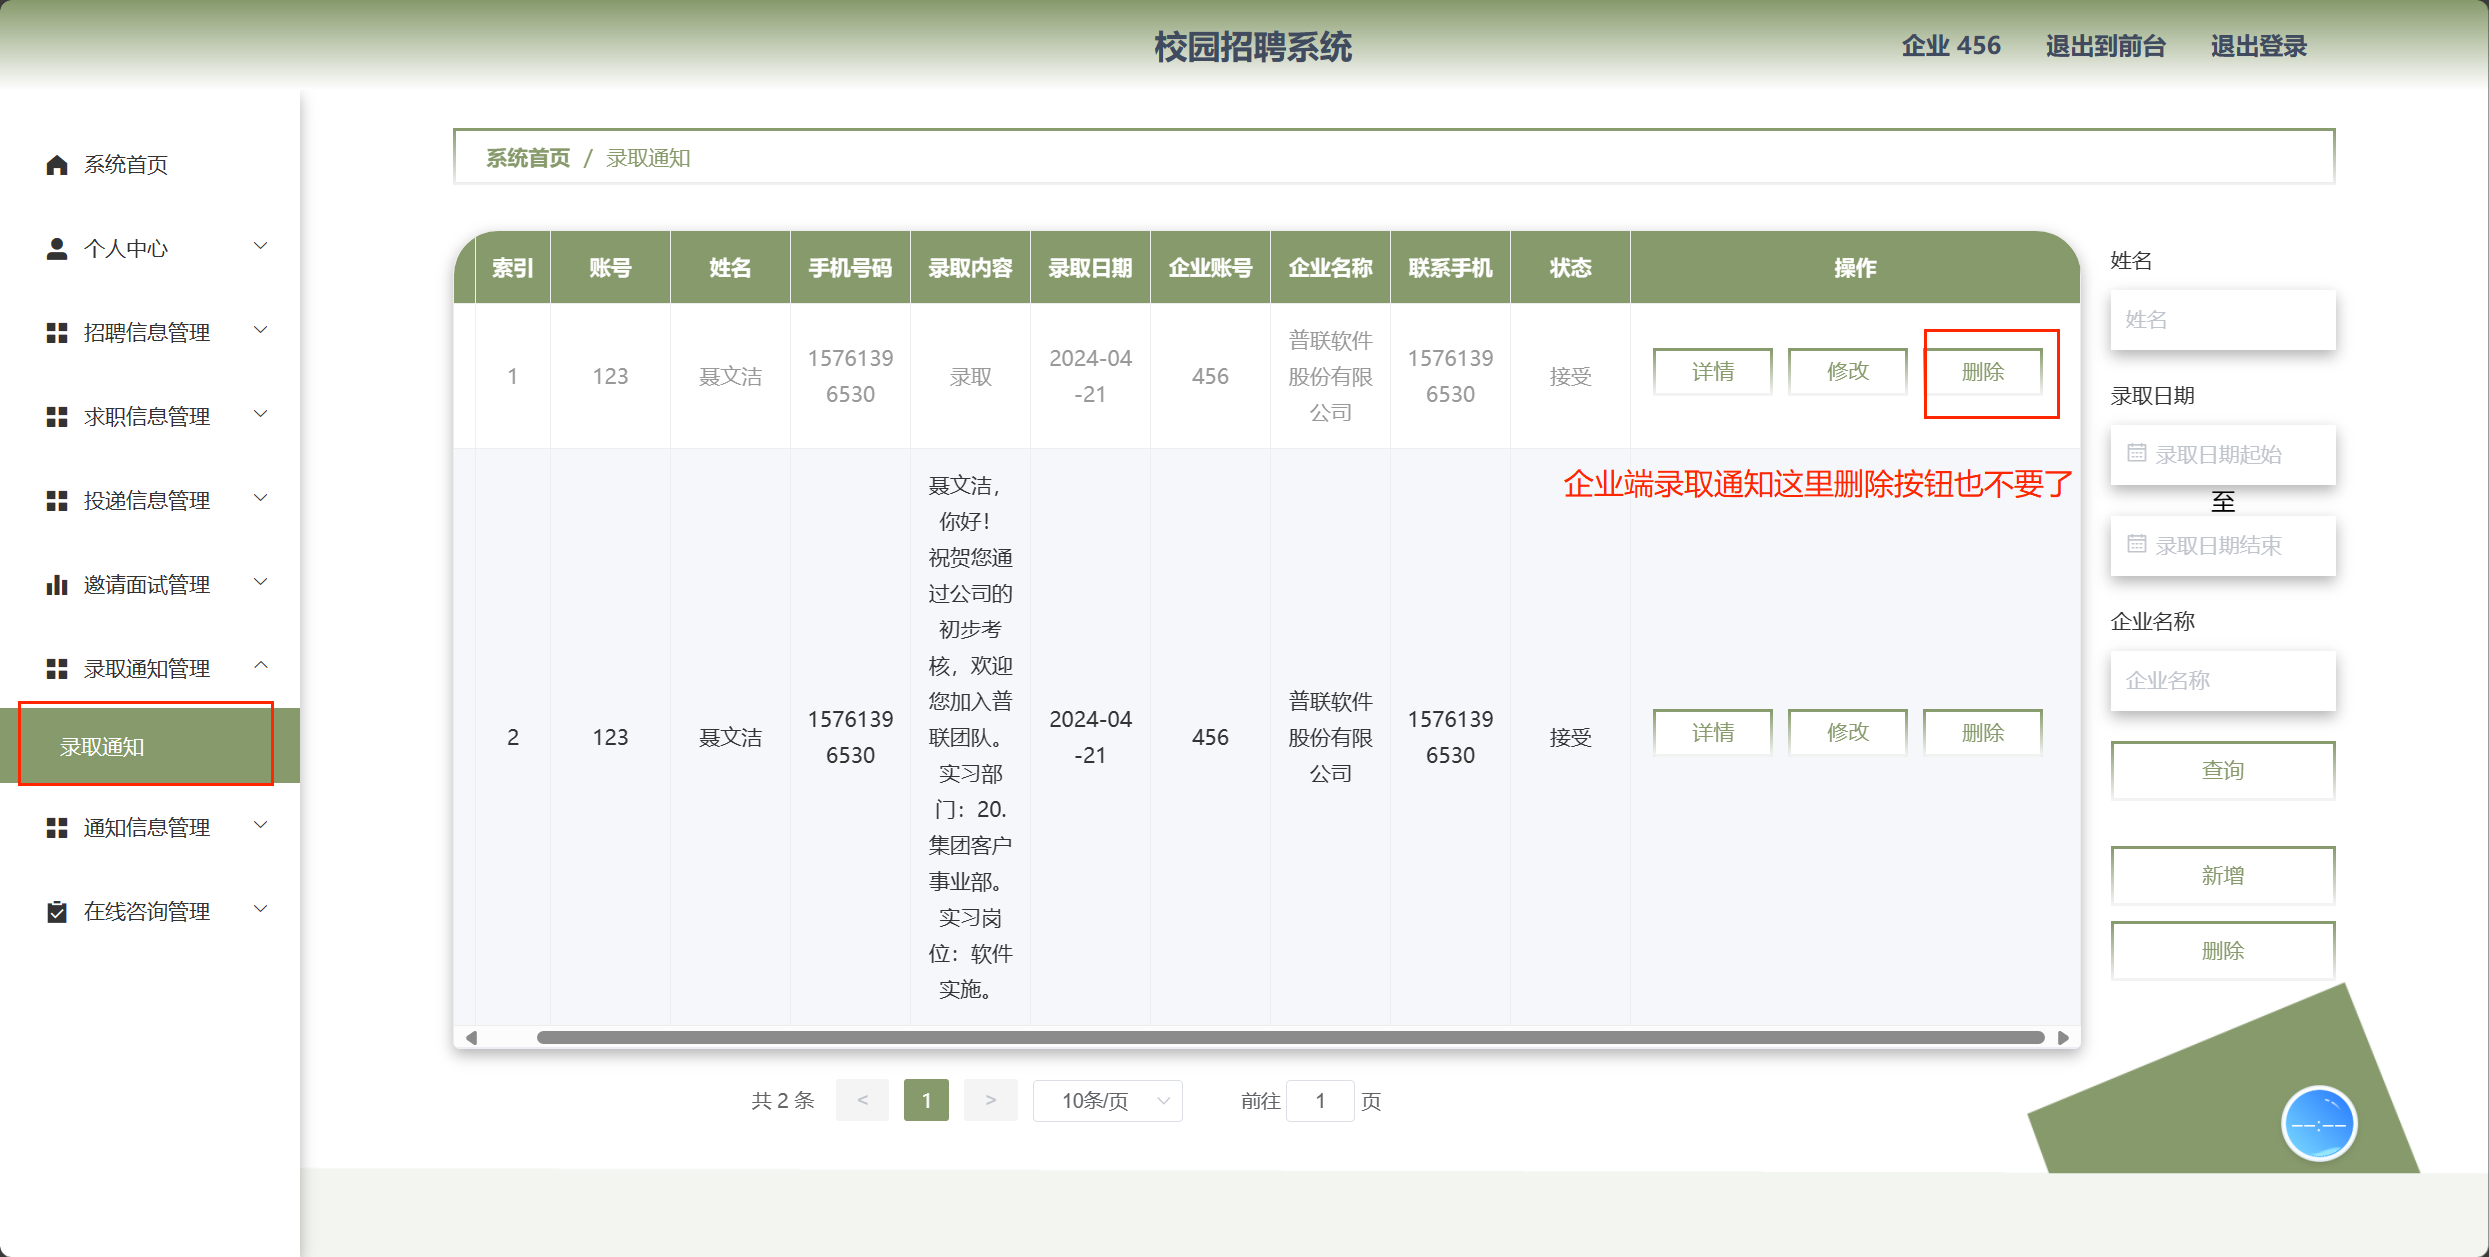 校园招聘系统
企业 456 退出到前台 退出登录
系统首页
个人中心
招聘信息管理
求职信息管理
投递信息管理
邀请面试管理
录取通知管理
录取通知
通知信息管理
在线咨询管理
系统首页 / 录取通知
索引 账号 姓名 手机号码 录取内容 录取日期 企业账号 企业名称 联系手机 状态 操作
1
123
聂文洁
1576139
6530
录取
2024-04
-21
456
普联软件
股份有限
公司
1576139
6530
接受
详情 修改 删除
企业端录取通知这里删除按钮也不要了
2
123
聂文洁
1576139
6530
聂文洁，
你好！
祝贺您通
过公司的
初步考
核，欢迎
您加入普
联团队。
实习部
门：20.
集团客户
事业部。
实习岗
位：软件
实施。
2024-04
-21
456
普联软件
股份有限
公司
1576139
6530
接受
详情 修改 删除
共 2 条 < 1 > 10条/页 前往 1 页
姓名
姓名
录取日期
录取日期起始
至
录取日期结束
企业名称
企业名称
查询
新增
删除